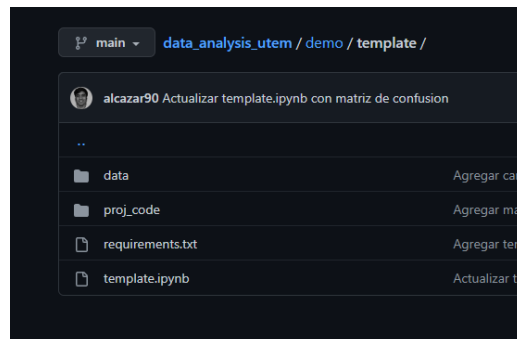 main data_analysis_utem / demo / template /
alcazar90 Actualizar template.ipynb con matriz de confusion
..
data Agregar
proj_code Agregar
requirements.txt Agregar
template.ipynb Actualizar